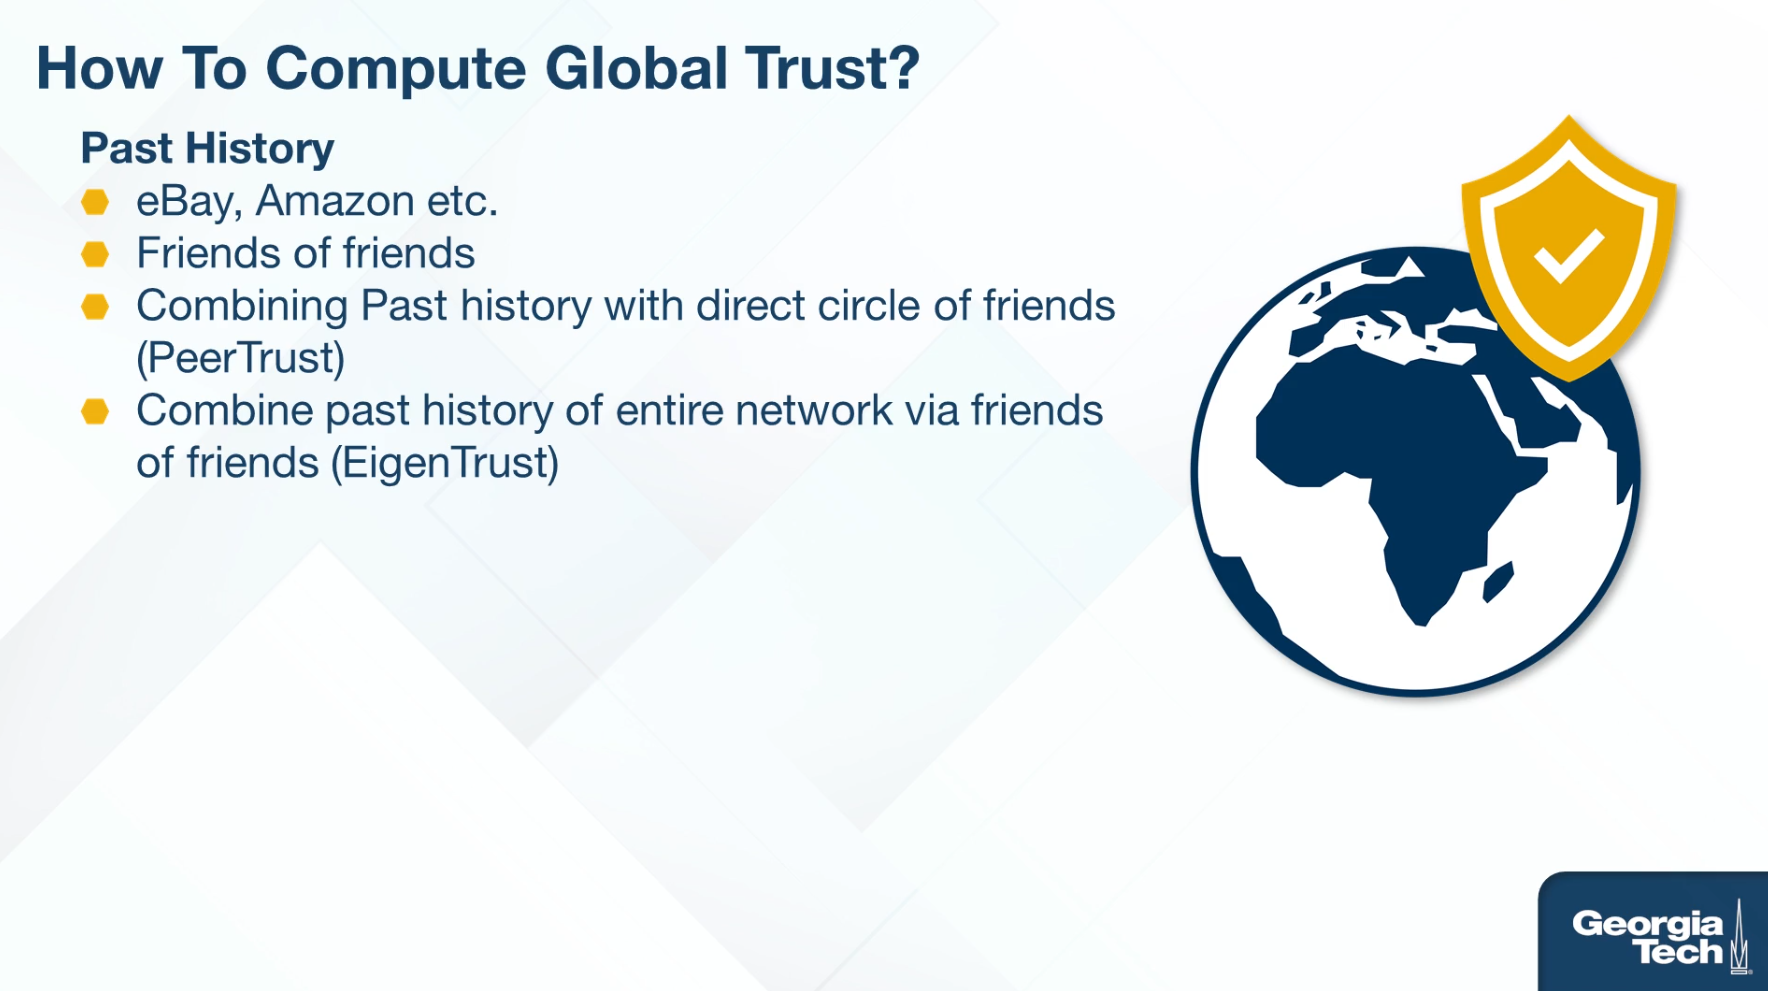 How To Compute Global Trust?
Past History
eBay, Amazon etc.
Friends of friends
Combining Past history with direct circle of friends
(PeerTrust)
Combine past history of entire network via friends
of friends (EigenTrust)
Georgia
Tech